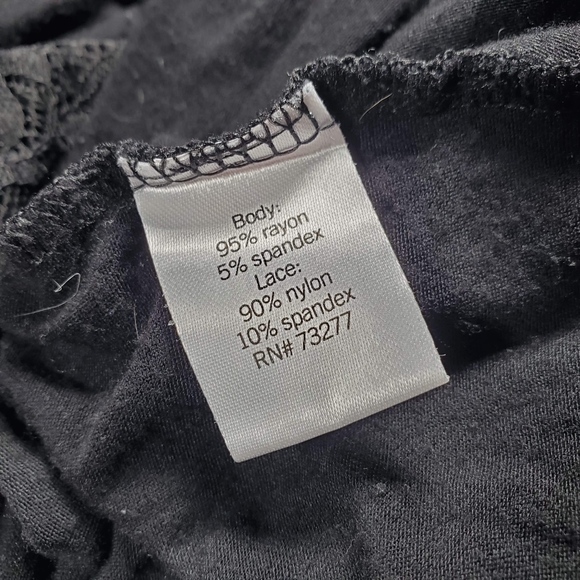 Body:
95% rayon
5% spandex
Lace:
90% nylon
10% spandex
RN# 73277